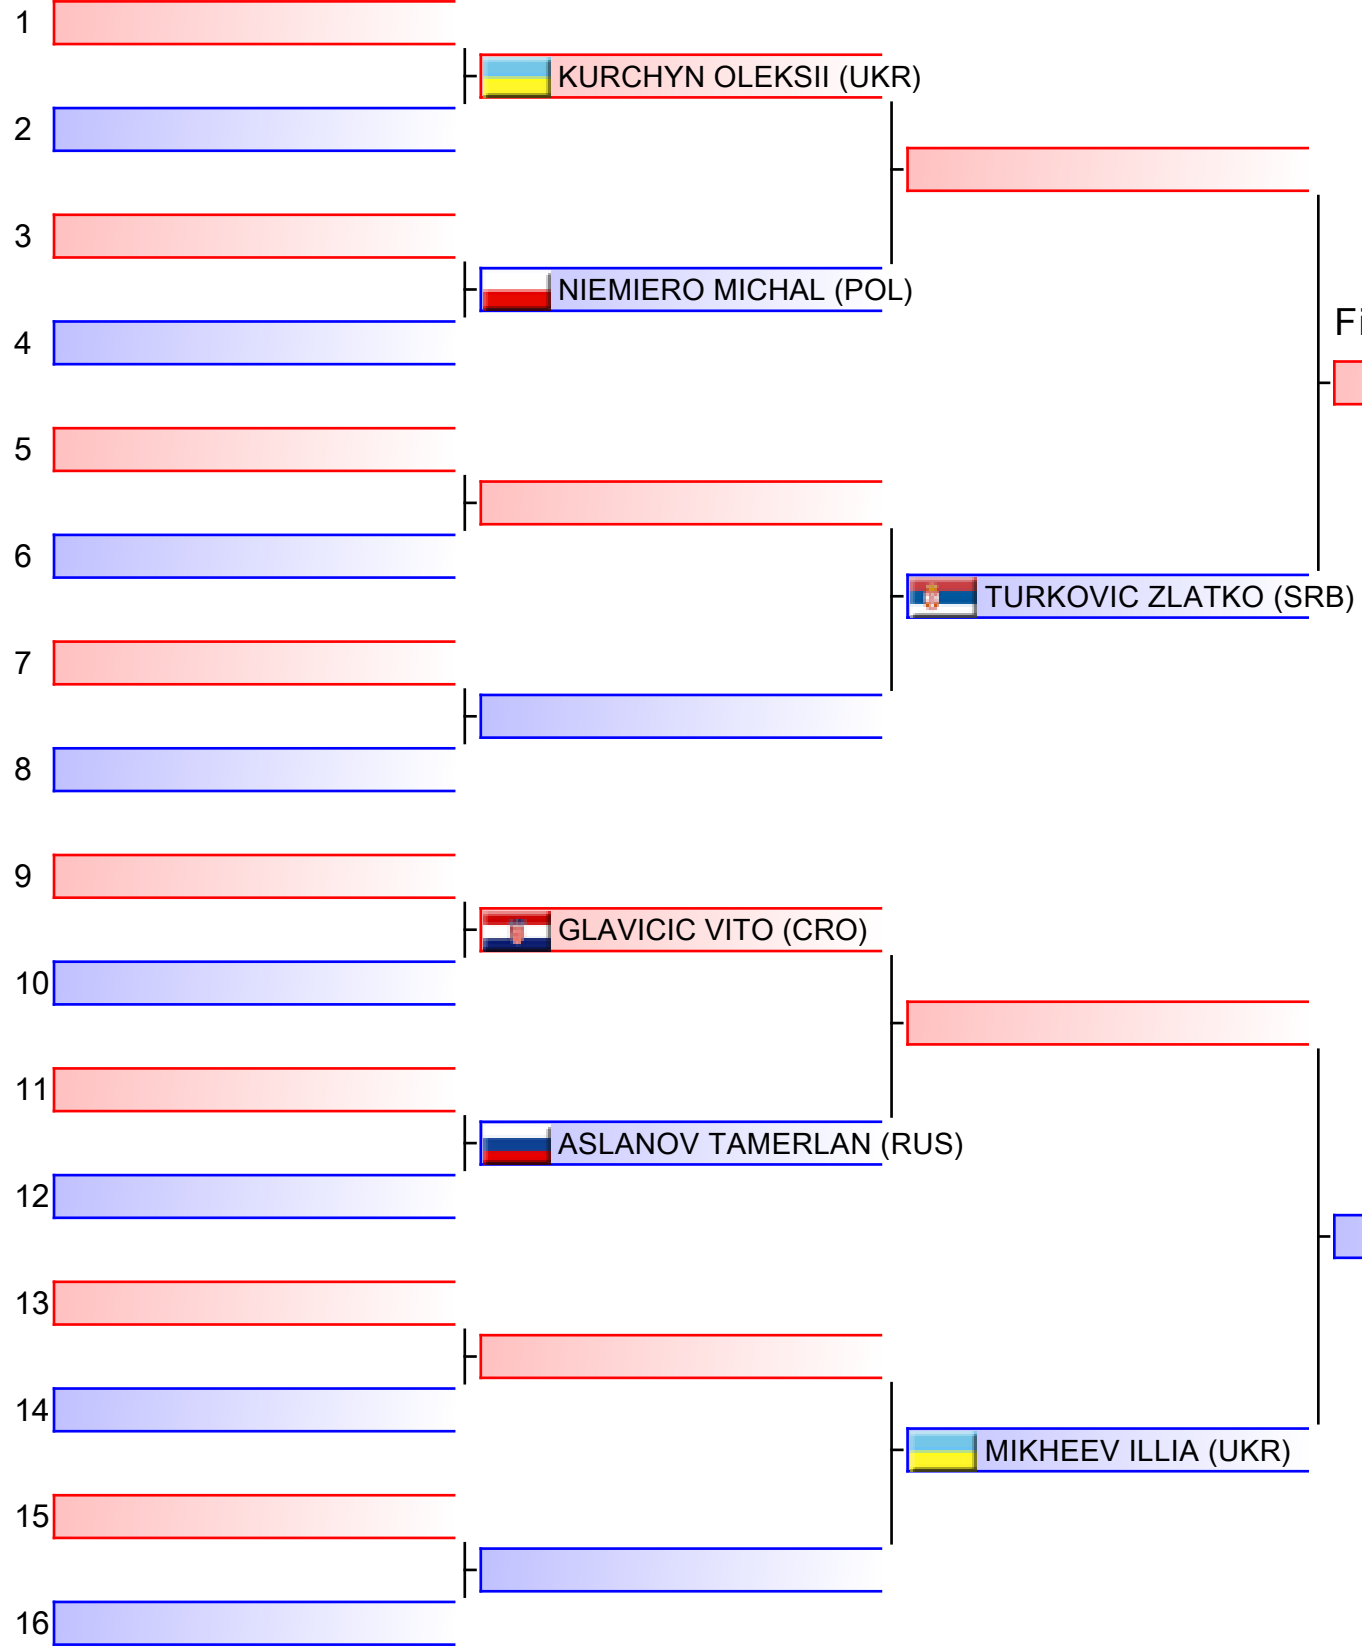 1
KURCHYN OLEKSII (UKR)
2
3
NIEMIERO MICHAL (POL)
4
Fi
5
6
TURKOVIC ZLATKO (SRB)
7
8
9
GLAVICIC VITO (CRO)
10
11
ASLANOV TAMERLAN (RUS)
12
13
14
MIKHEEV ILLIA (UKR)
15
16